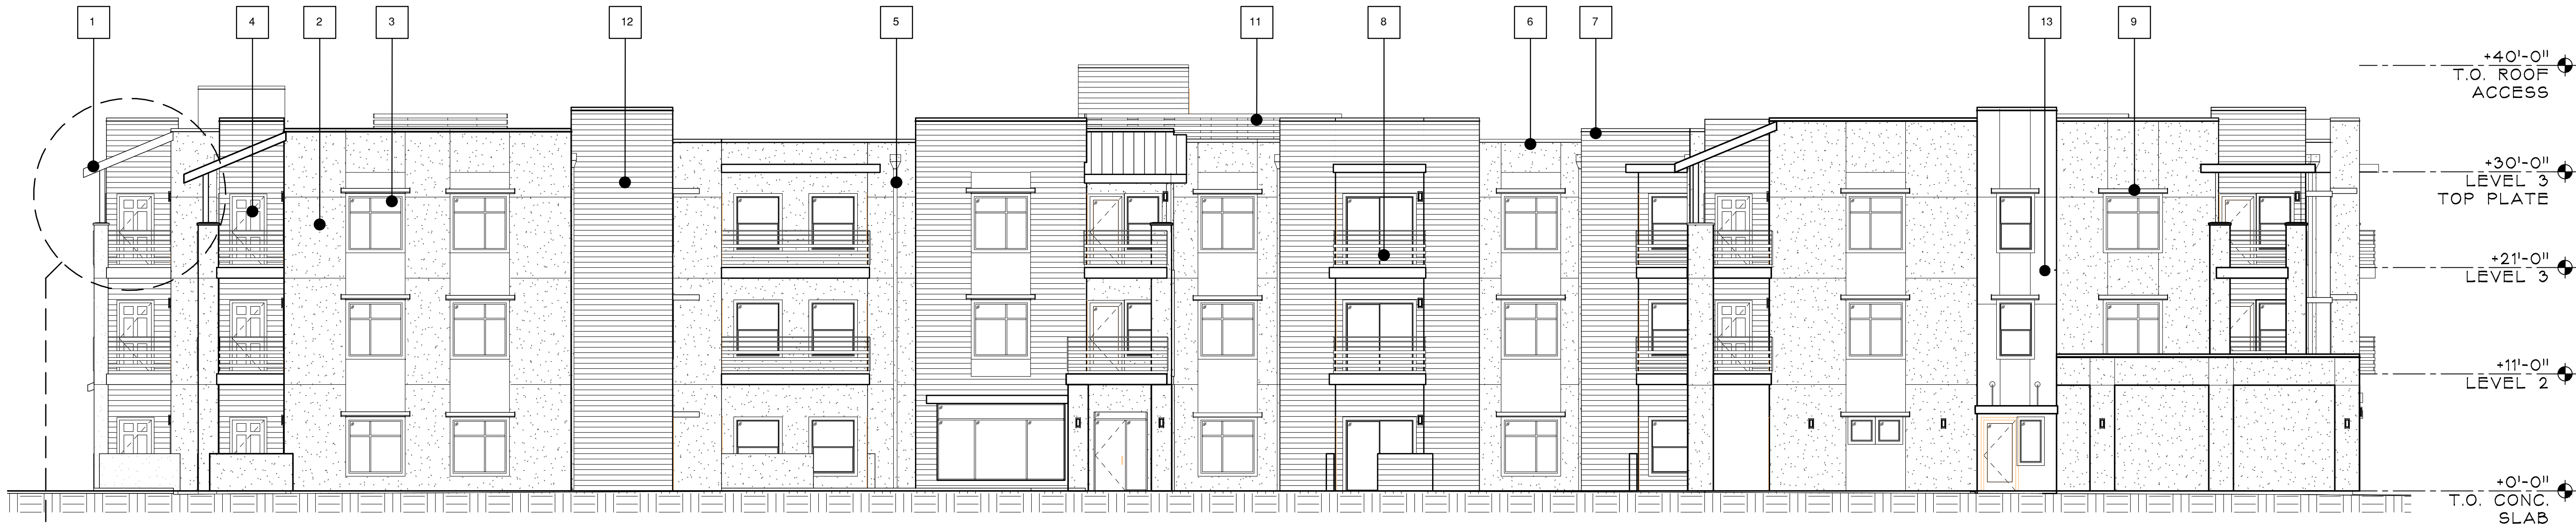 1
4
2
3
12
5
11
8
6
7
13
9
+40'-0"
T.O. ROOF
ACCESS
+30'-0"
LEVEL 3
TOP PLATE
+21'-0"
LEVEL 3
+11'-0"
LEVEL 2
+0'-0"
T.O. CONC.
SLAB